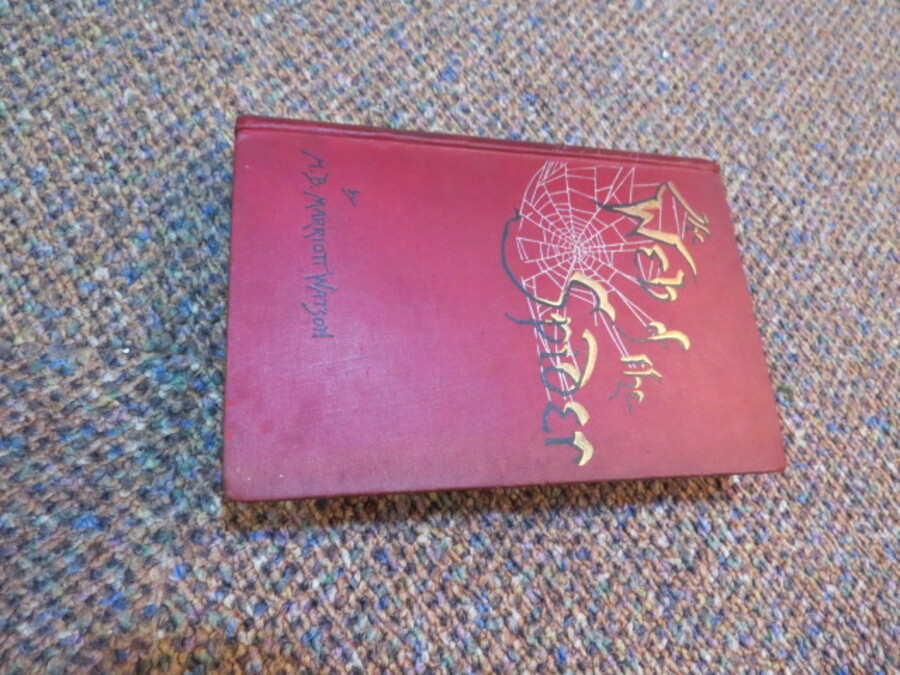 The
Web of the
Spider
by
H.B. MARRIOTT WATSON